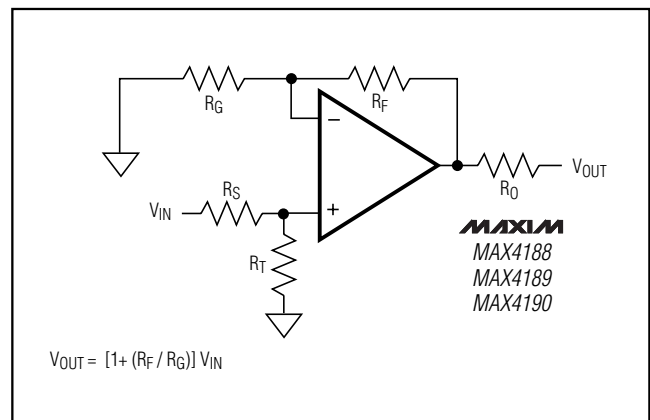 RG
RF
−
RS
VIN
+
RT
RO
VOUT
MAXIM
MAX4188
MAX4189
MAX4190
VOUT = [1+ (RF / RG)] VIN